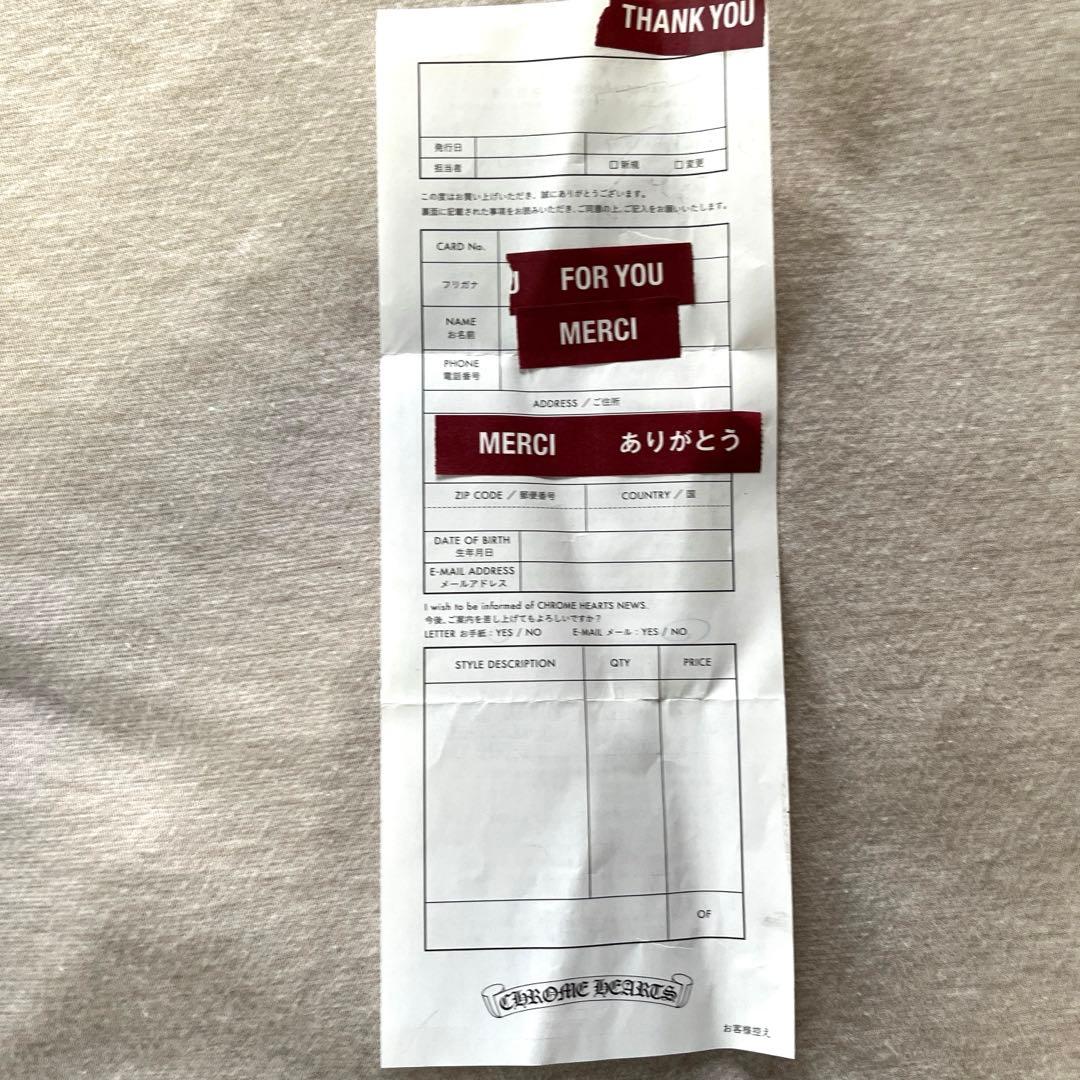 THANK YOU
発行日
担当者 □新規 □変更
この度はお買い上げいただき、誠にありがとうございます。
裏面に記載された事項をお読みいただき、ご同意の上、ご記入をお願いいたします。
CARD No.
フリガナ
U FOR YOU
NAME
お名前
MERCI
PHONE
電話番号
ADDRESS / ご住所
MERCI ありがとう
ZIP CODE / 郵便番号 COUNTRY / 国
DATE OF BIRTH
生年月日
E-MAIL ADDRESS
メールアドレス
I wish to be informed of CHROME HEARTS NEWS.
今後、ご案内を差し上げてもよろしいですか?
LETTER お手紙 : YES / NO E-MAIL メール : YES / NO
STYLE DESCRIPTION QTY PRICE
OF
CHROME HEARTS
お客様控え